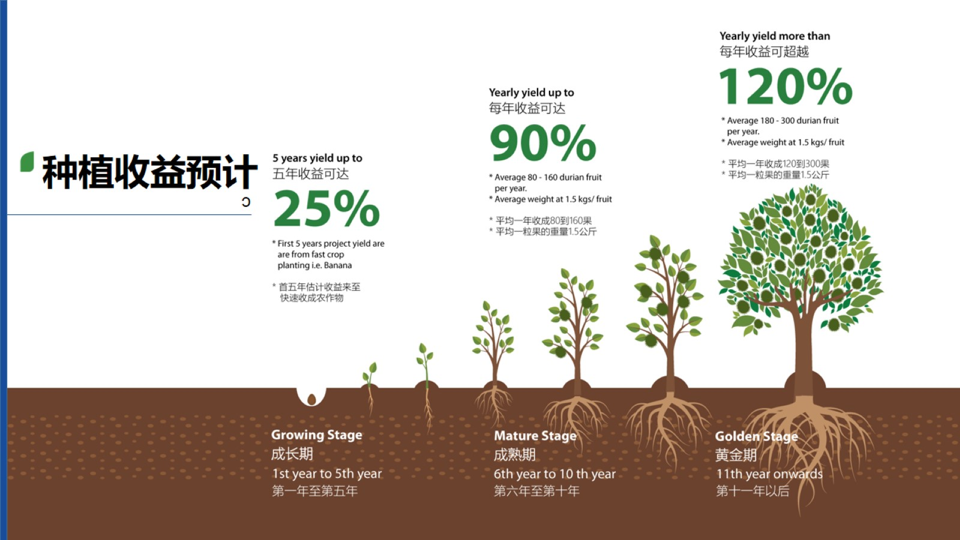 种植收益预计
5 years yield up to
五年收益可达
25%
* First 5 years project yield are
are from fast crop
planting i.e. Banana
* 首五年估计收益来至
快速收成农作物
Yearly yield up to
每年收益可达
90%
* Average 80 - 160 durian fruit
per year.
* Average weight at 1.5 kgs/ fruit
* 平均一年收成80到160果
* 平均一粒果的重量1.5公斤
Yearly yield more than
每年收益可超越
120%
* Average 180 - 300 durian fruit
per year.
* Average weight at 1.5 kgs/ fruit
* 平均一年收成120到300果
* 平均一粒果的重量1.5公斤
Growing Stage
成长期
1st year to 5th year
第一年至第五年
Mature Stage
成熟期
6th year to 10 th year
第六年至第十年
Golden Stage
黄金期
11th year onwards
第十一年以后